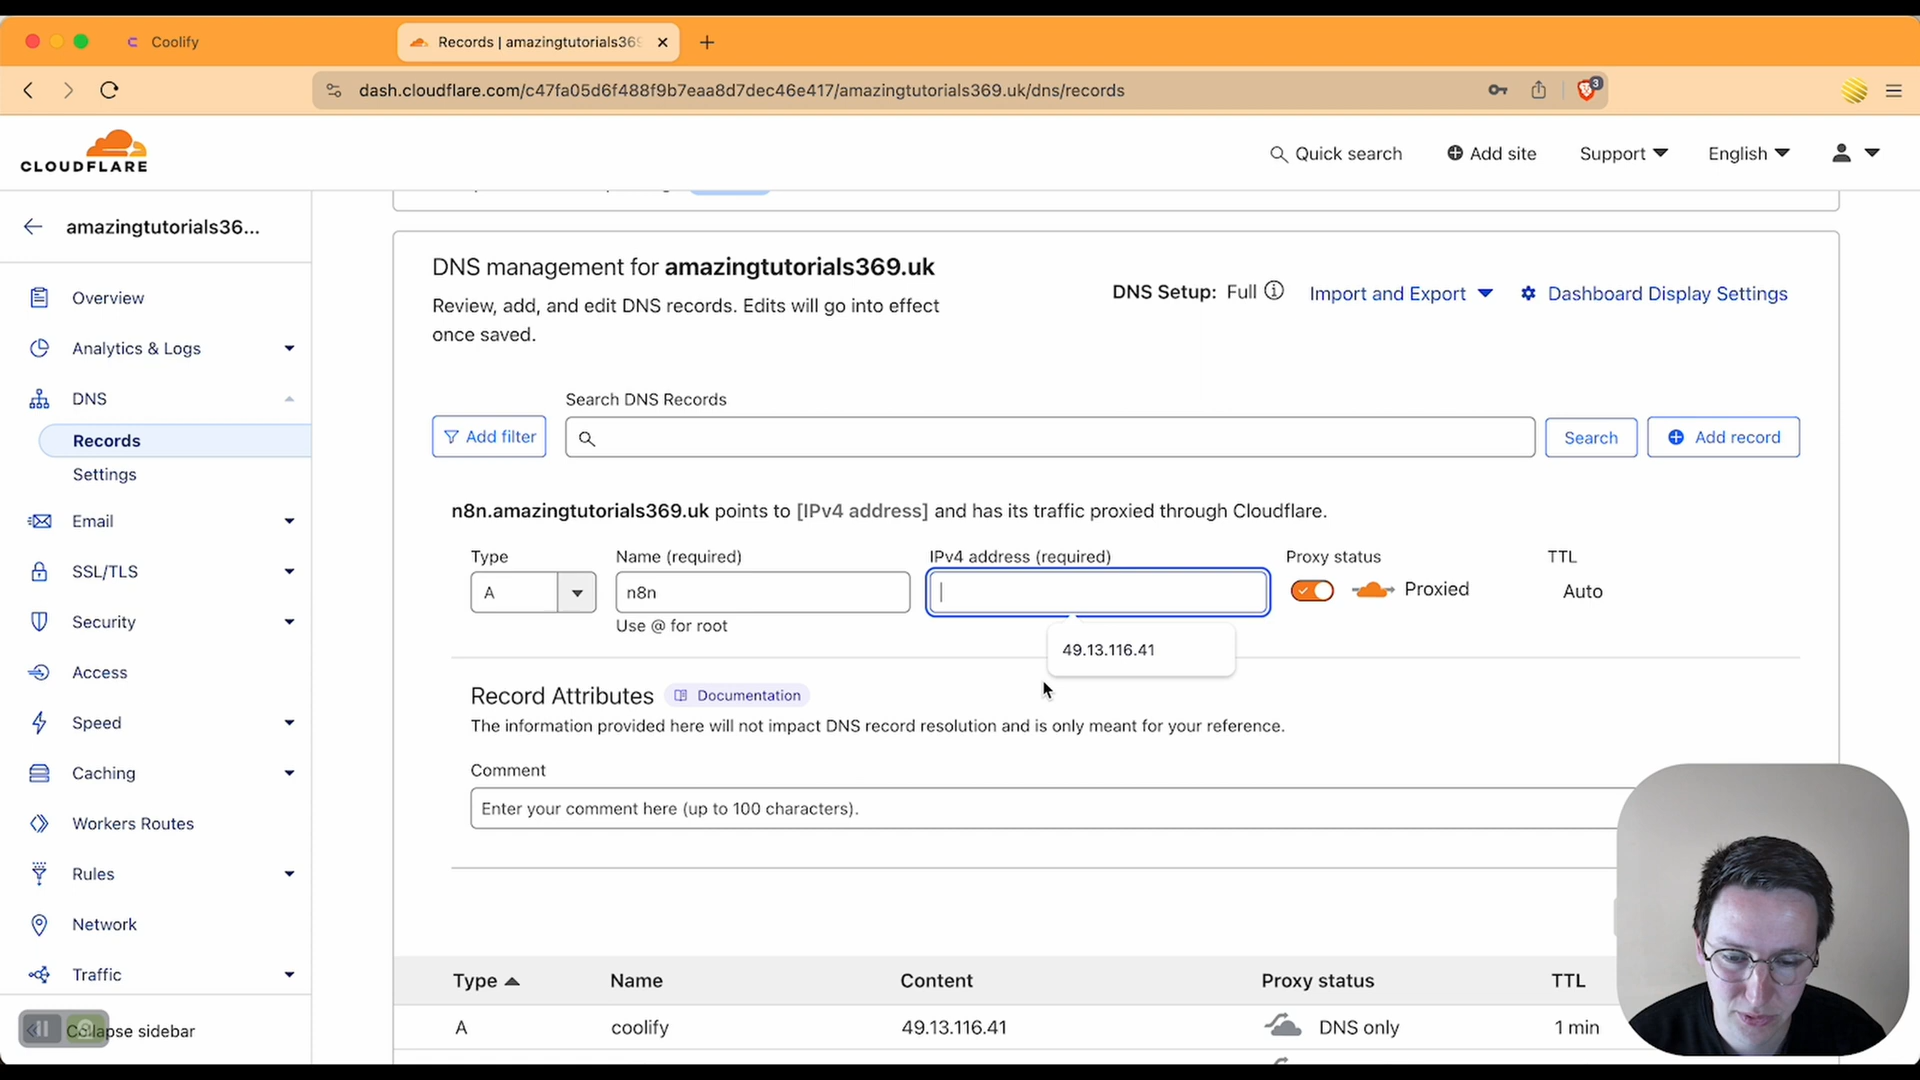 Coolify
Records | amazingtutorials369
dash.cloudflare.com/c47fa05d6f488f9b7eaa8d7dec46e417/amazingtutorials369.uk/dns/records
3
CLOUDFLARE
Quick search
Add site
Support
English
amazingtutorials36...
Overview
Analytics & Logs
DNS
Records
Settings
Email
SSL/TLS
Security
Access
Speed
Caching
Workers Routes
Rules
Network
Traffic
Collapse sidebar
DNS management for amazingtutorials369.uk
Review, add, and edit DNS records. Edits will go into effect
once saved.
DNS Setup: Full
Import and Export
Dashboard Display Settings
Search DNS Records
Add filter
Search
Add record
n8n.amazingtutorials369.uk points to [IPv4 address] and has its traffic proxied through Cloudflare.
Type
Name (required)
IPv4 address (required)
Proxy status
TTL
A
n8n
Proxied
Auto
Use @ for root
49.13.116.41
Record Attributes
Documentation
The information provided here will not impact DNS record resolution and is only meant for your reference.
Comment
Enter your comment here (up to 100 characters).
Type
Name
Content
Proxy status
TTL
A
coolify
49.13.116.41
DNS only
1 min